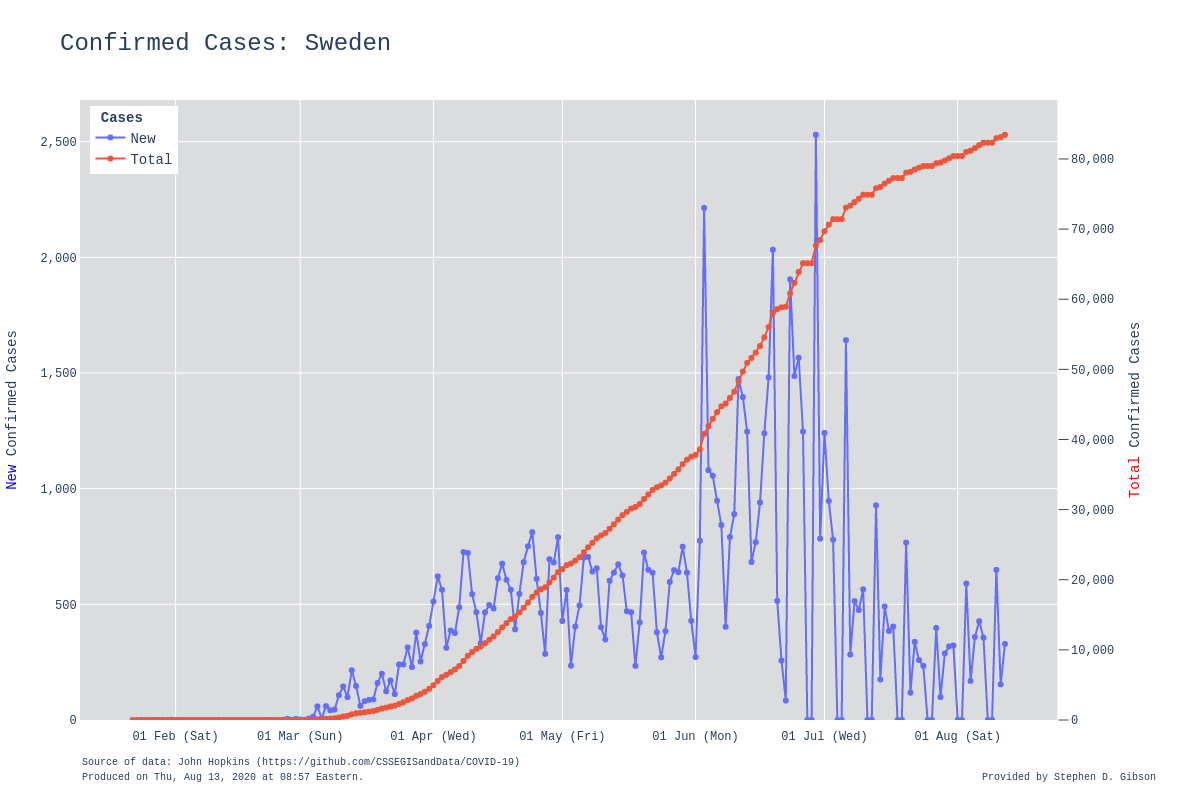 Confirmed Cases: Sweden
Cases
New
Total
2,500
2,000
1,500
1,000
500
0
80,000
70,000
60,000
50,000
40,000
30,000
20,000
10,000
0
New Confirmed Cases
Total Confirmed Cases
01 Feb (Sat)
01 Mar (Sun)
01 Apr (Wed)
01 May (Fri)
01 Jun (Mon)
01 Jul (Wed)
01 Aug (Sat)
Source of data: John Hopkins (https://github.com/CSSEGISandData/COVID-19)
Produced on Thu, Aug 13, 2020 at 08:57 Eastern.
Provided by Stephen D. Gibson